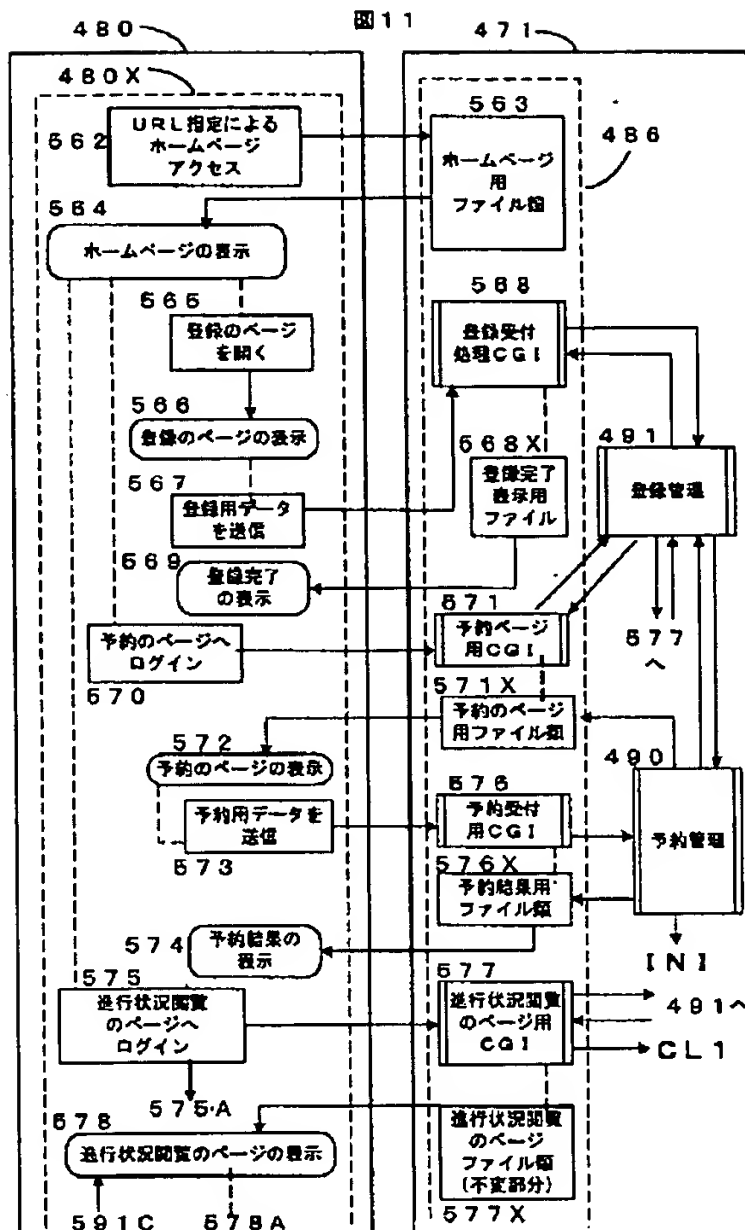 図11
480
471
480X
562
URL指定による
ホームページ
アクセス
563
ホームページ
用
ファイル類
486
564
ホームページの表示
565
登録のページ
を開く
568
登録受付
処理CGI
566
登録のページの表示
568X
登録完了
表示用
ファイル
491
登録管理
567
登録用データ
を送信
569
登録完了
の表示
571
予約ページ
用CGI
577
へ
予約のページへ
ログイン
570
571X
予約のページ
用ファイル類
572
予約のページの表示
490
予約管理
576
予約受付
用CGI
予約用データを
送信
573
576X
予約結果用
ファイル類
574
予約結果の
表示
INI
575
進行状況閲覧
のページへ
ログイン
577
進行状況閲覧
のページ用
CGI
491へ
CL1
575・A
578
進行状況閲覧のページの表示
進行状況閲覧
のページ
ファイル類
(不変部分)
577X
591C
578A